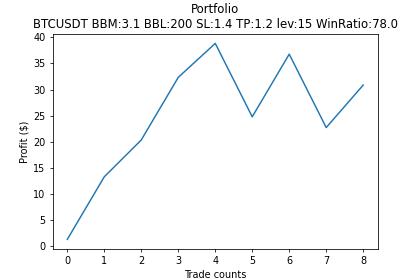 Portfolio
BTCUSDT BBM:3.1 BBL:200 SL:1.4 TP:1.2 lev:15 WinRatio:78.0
40
35
30
25
20
15
10
5
0
Profit ($)
0 1 2 3 4 5 6 7 8
Trade counts